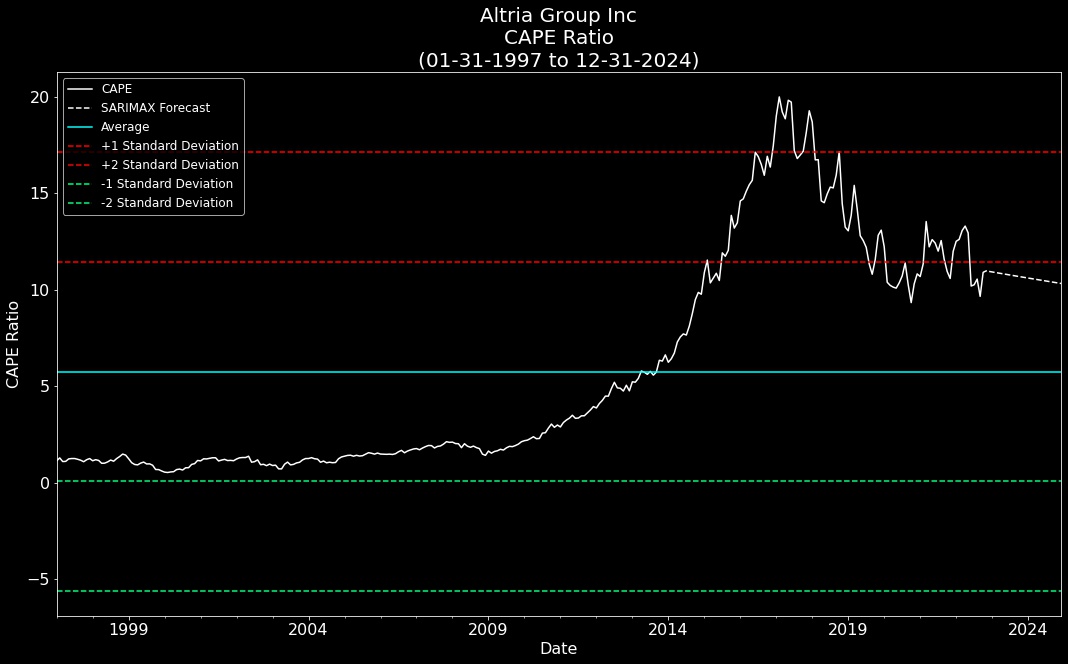 Altria Group Inc
CAPE Ratio
(01-31-1997 to 12-31-2024)
CAPE
SARIMAX Forecast
Average
+1 Standard Deviation
+2 Standard Deviation
-1 Standard Deviation
-2 Standard Deviation
20
15
10
5
0
−5
CAPE Ratio
1999 2004 2009 2014 2019 2024
Date